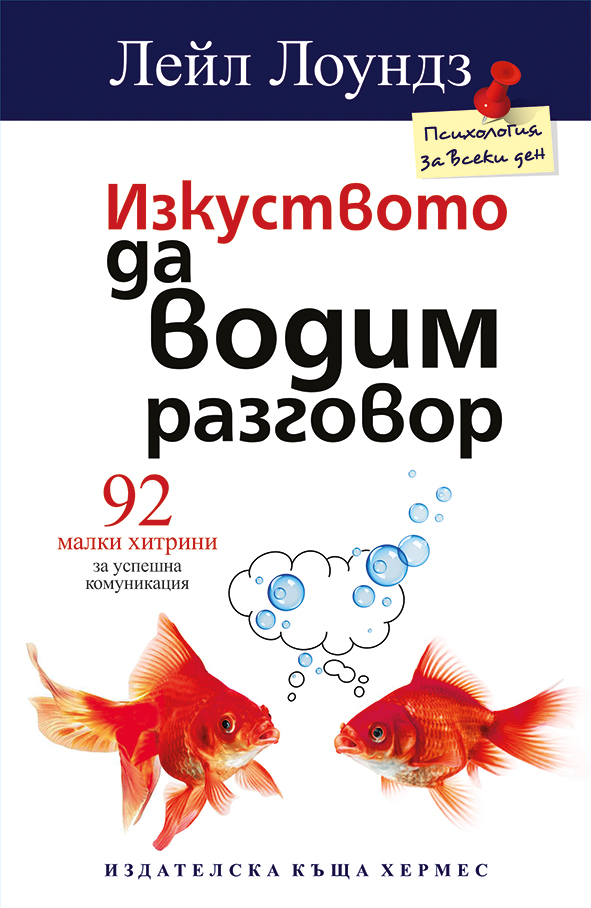 Лейл Лоундз
Психология
за всеки ден
Изкуството
да
водим
разговор
92
малки хитрини
за успешна
комуникация
ИЗДАТЕЛСКА КЪЩА ХЕРМЕС